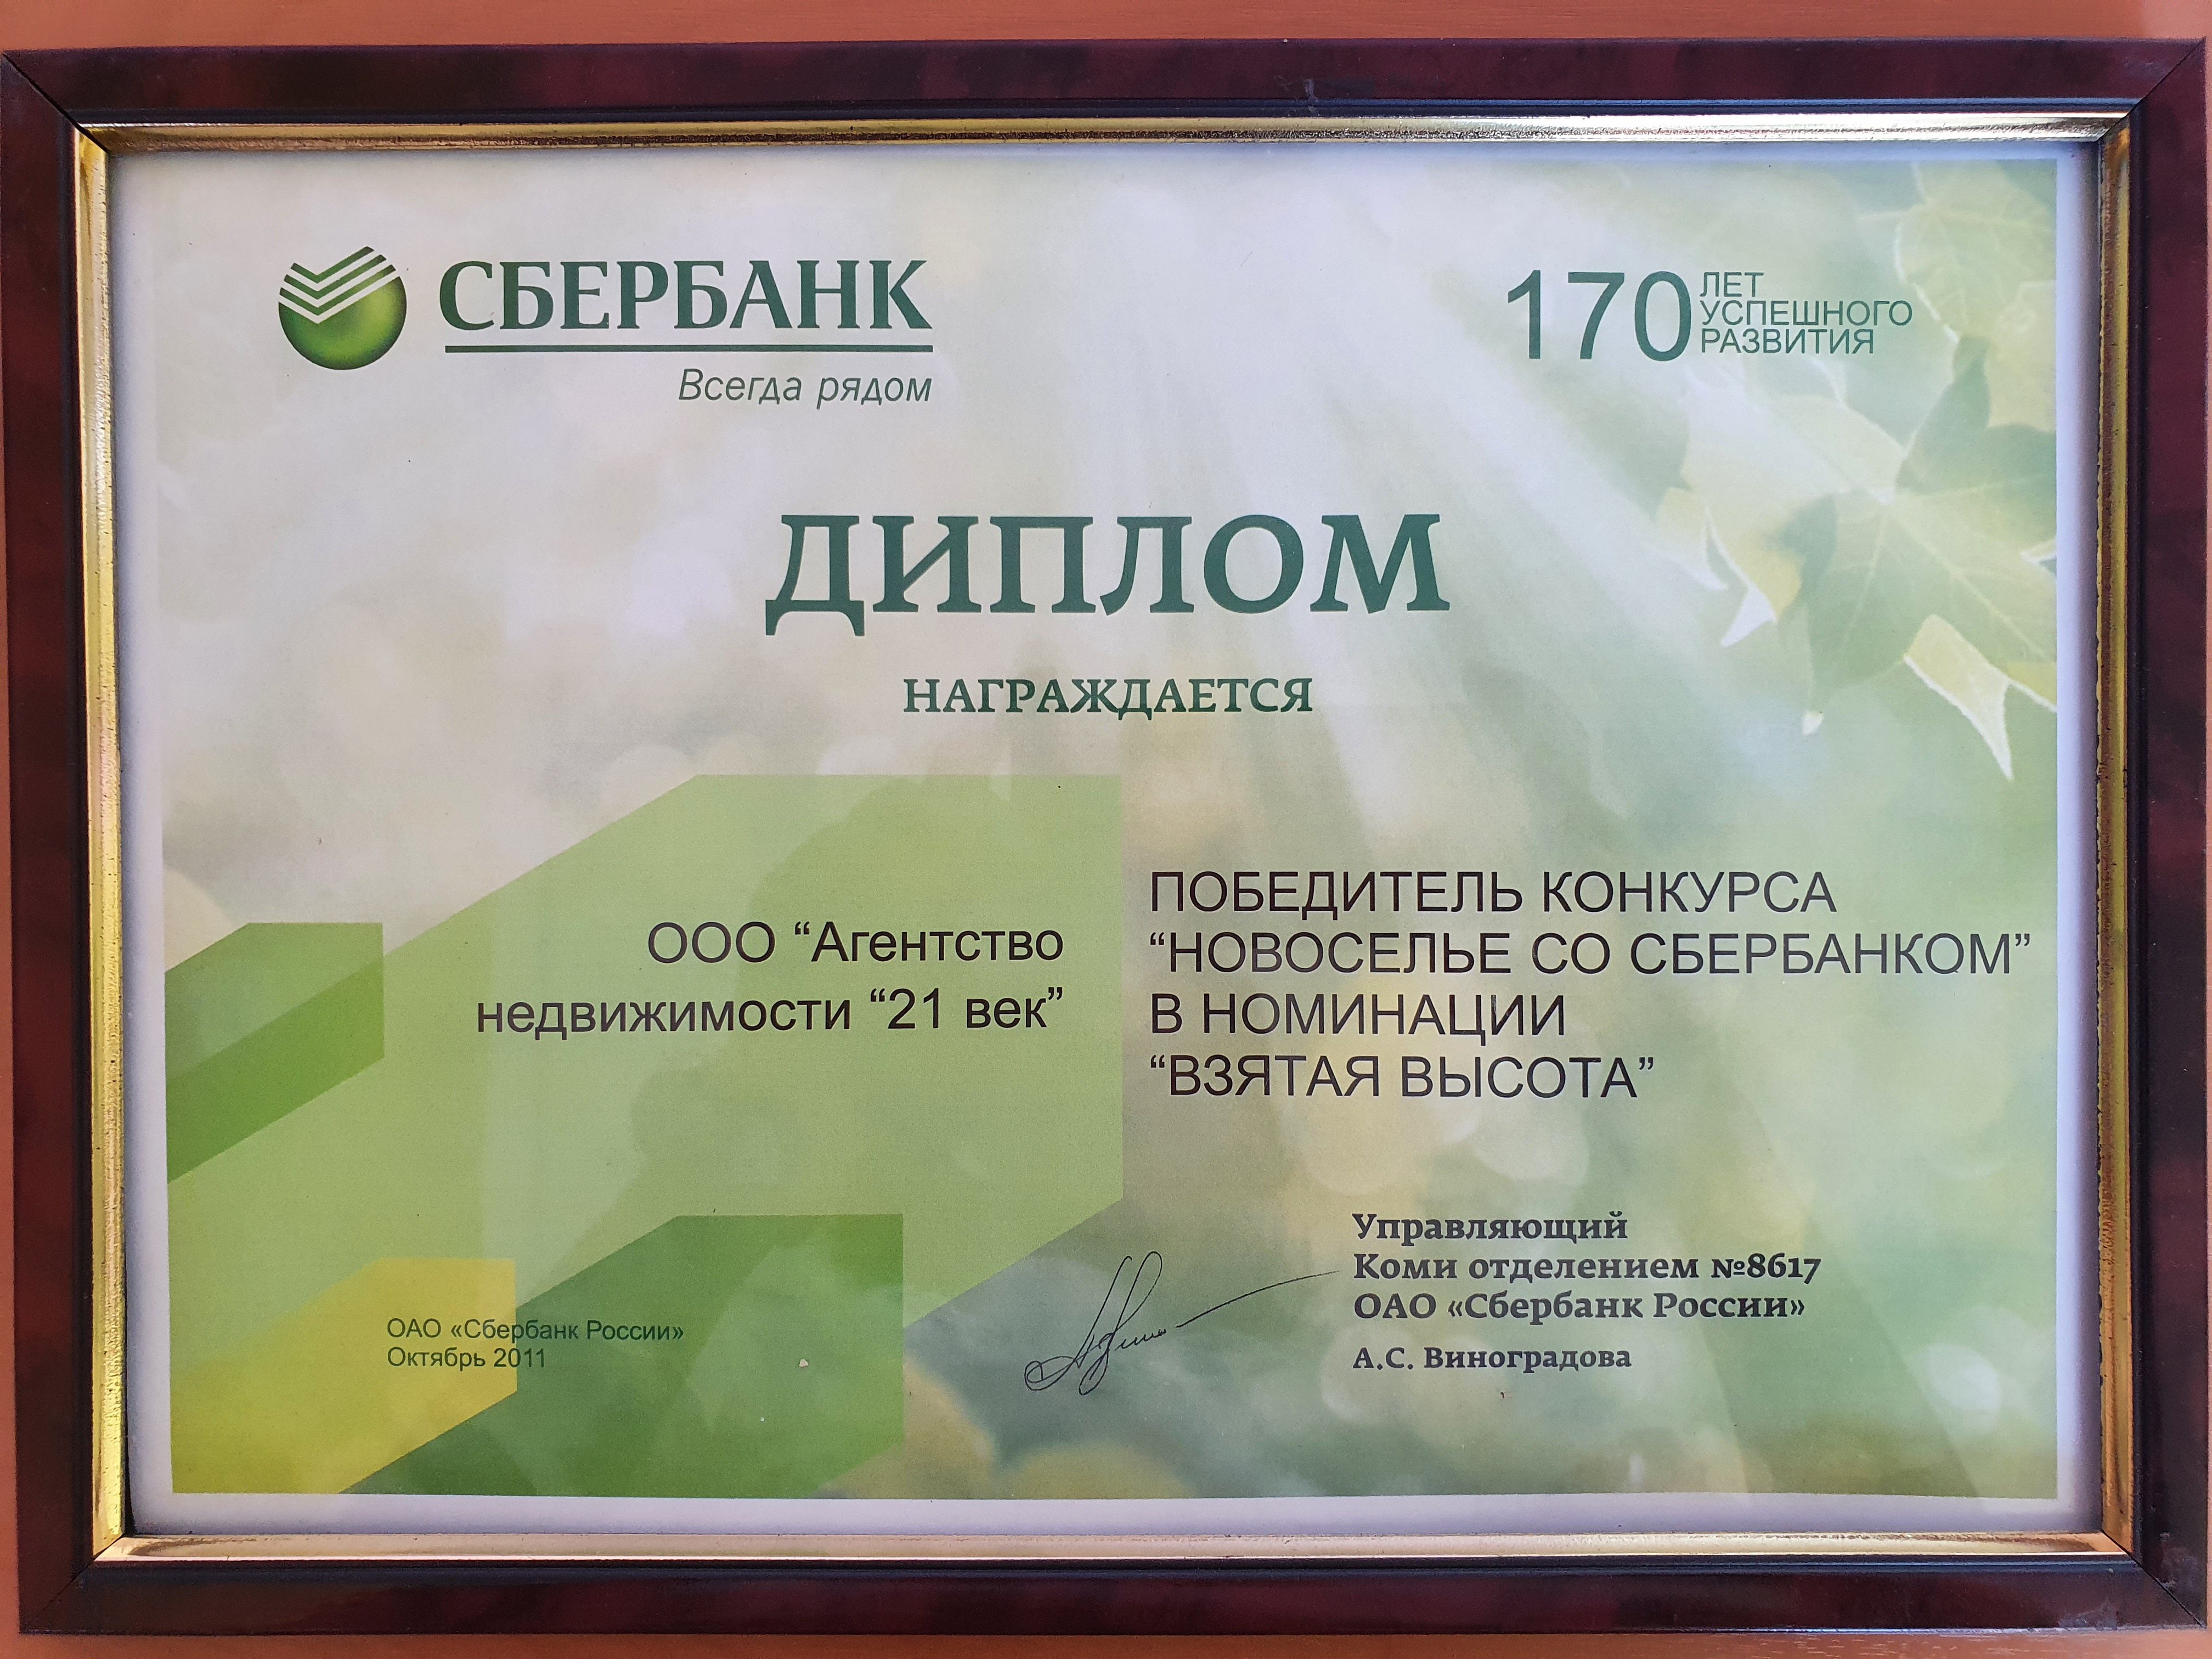 СБЕРБАНК
Всегда рядом
170 ЛЕТ
УСПЕШНОГО
РАЗВИТИЯ
ДИПЛОМ
НАГРАЖДАЕТСЯ
ООО “Агентство
недвижимости “21 век”
ПОБЕДИТЕЛЬ КОНКУРСА
“НОВОСЕЛЬЕ СО СБЕРБАНКОМ”
В НОМИНАЦИИ
“ВЗЯТАЯ ВЫСОТА”
Управляющий
Коми отделением №8617
ОАО «Сбербанк России»
А.С. Виноградова
ОАО «Сбербанк России»
Октябрь 2011